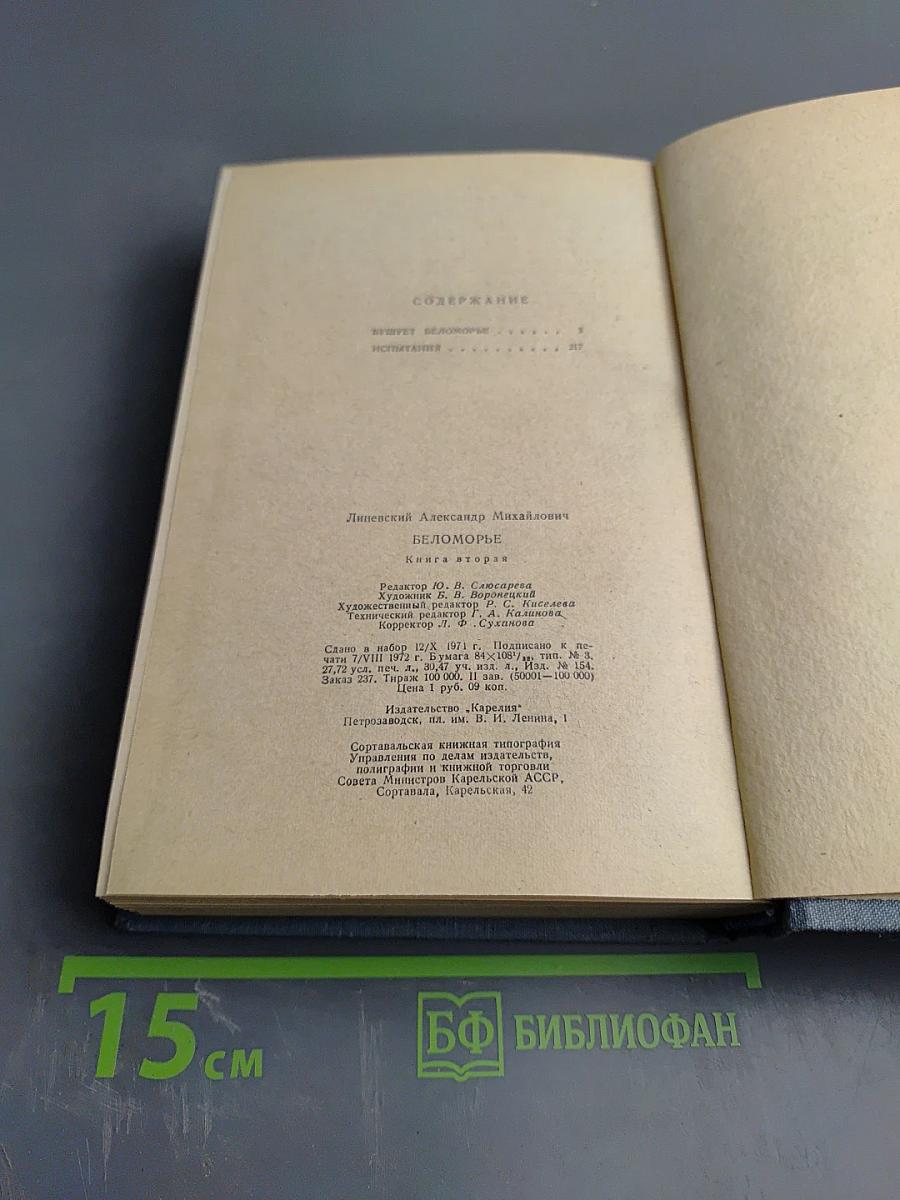 СОДЕРЖАНИЕ
БУШУЕТ БЕЛОМОРЬЕ . . . . . . 3
ИСПЫТАНИЯ . . . . . . . . . . 217
Линевский Александр Михайлович
БЕЛОМОРЬЕ
Книга вторая
Редактор Ю. В. Слюсарева
Художник Б. В. Воронецкий
Художественный редактор Р. С. Киселева
Технический редактор Г. А. Калинова
Корректор Л. Ф. Суханова
Сдано в набор 12/X 1971 г. Подписано к пе-
чати 7/VIII 1972 г. Бумага 84×108¹/₃₂, тип. № 3,
27,72 усл. печ. л., 30,47 уч. изд. л., Изд. № 154.
Заказ 237. Тираж 100 000. II зав. (50001—100 000)
Цена 1 руб. 09 коп.
Издательство „Карелия"
Петрозаводск, пл. им. В. И. Ленина, 1
Сортавальская книжная типография
Управления по делам издательств,
полиграфии и книжной торговли
Совета Министров Карельской АССР,
Сортавала, Карельская, 42
15 см
БФ БИБЛИОФАН